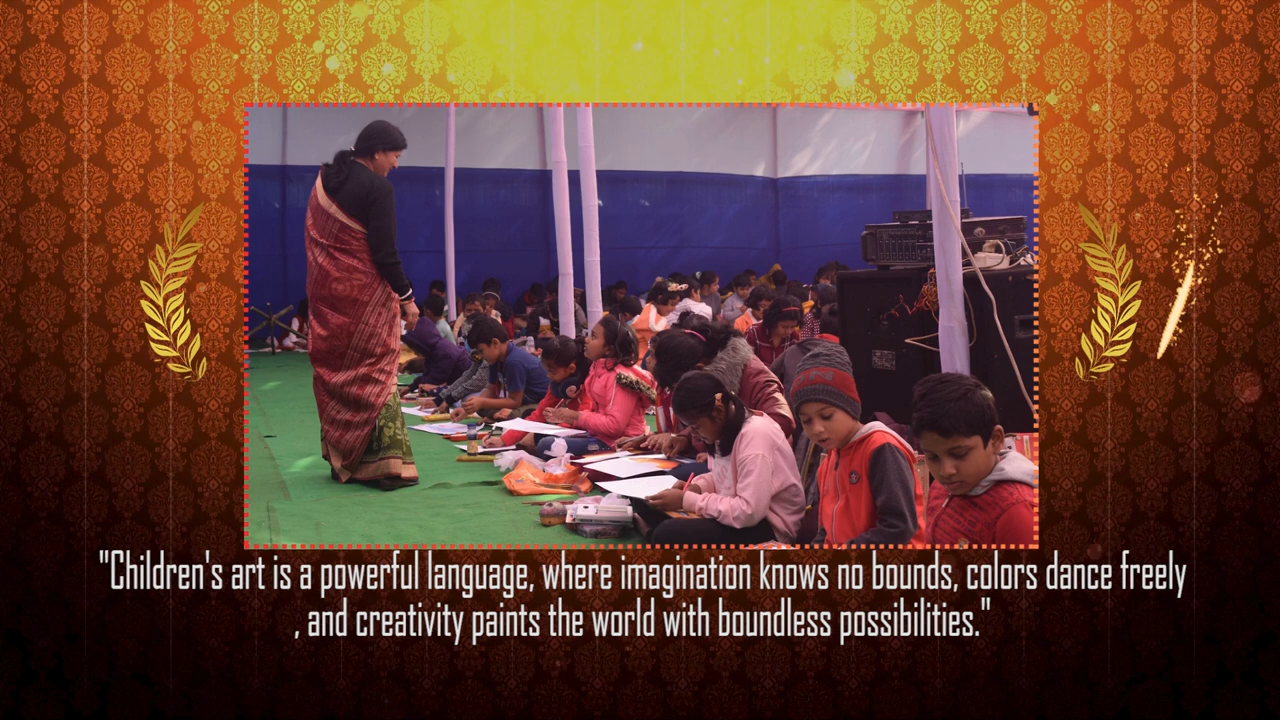 "Children's art is a powerful language, where imagination knows no bounds, colors dance freely
, and creativity paints the world with boundless possibilities."